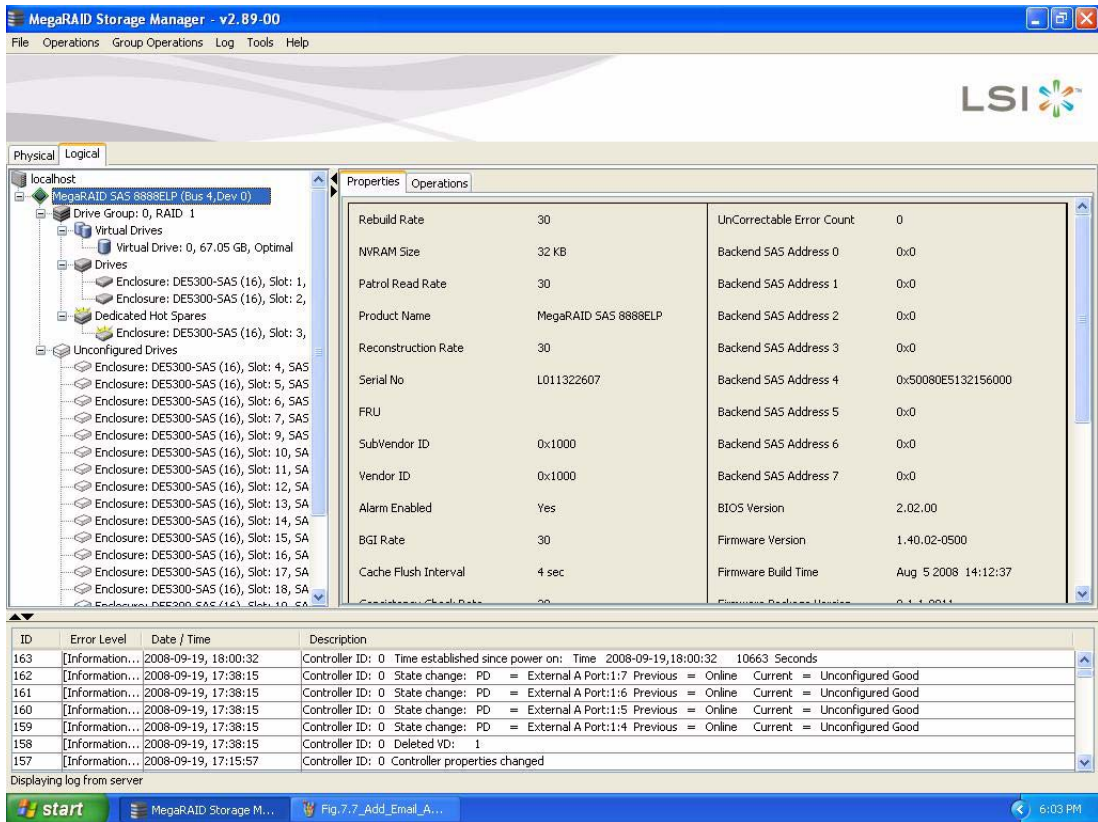 MegaRAID Storage Manager - v2.89-00
File Operations Group Operations Log Tools Help
LSI
Physical Logical
localhost
MegaRAID SAS 8888ELP (Bus 4,Dev 0)
Drive Group: 0, RAID 1
Virtual Drives
Virtual Drive: 0, 67.05 GB, Optimal
Drives
Enclosure: DE5300-SAS (16), Slot: 1,
Enclosure: DE5300-SAS (16), Slot: 2,
Dedicated Hot Spares
Enclosure: DE5300-SAS (16), Slot: 3,
Unconfigured Drives
Enclosure: DE5300-SAS (16), Slot: 4, SAS
Enclosure: DE5300-SAS (16), Slot: 5, SAS
Enclosure: DE5300-SAS (16), Slot: 6, SAS
Enclosure: DE5300-SAS (16), Slot: 7, SAS
Enclosure: DE5300-SAS (16), Slot: 9, SAS
Enclosure: DE5300-SAS (16), Slot: 10, SA
Enclosure: DE5300-SAS (16), Slot: 11, SA
Enclosure: DE5300-SAS (16), Slot: 12, SA
Enclosure: DE5300-SAS (16), Slot: 13, SA
Enclosure: DE5300-SAS (16), Slot: 14, SA
Enclosure: DE5300-SAS (16), Slot: 15, SA
Enclosure: DE5300-SAS (16), Slot: 16, SA
Enclosure: DE5300-SAS (16), Slot: 17, SA
Enclosure: DE5300-SAS (16), Slot: 18, SA
Properties Operations
Rebuild Rate 30 UnCorrectable Error Count 0
NVRAM Size 32 KB Backend SAS Address 0 0x0
Patrol Read Rate 30 Backend SAS Address 1 0x0
Product Name MegaRAID SAS 8888ELP Backend SAS Address 2 0x0
Reconstruction Rate 30 Backend SAS Address 3 0x0
Serial No L011322607 Backend SAS Address 4 0x50080E5132156000
FRU Backend SAS Address 5 0x0
SubVendor ID 0x1000 Backend SAS Address 6 0x0
Vendor ID 0x1000 Backend SAS Address 7 0x0
Alarm Enabled Yes BIOS Version 2.02.00
BGI Rate 30 Firmware Version 1.40.02-0500
Cache Flush Interval 4 sec Firmware Build Time Aug 5 2008 14:12:37
ID Error Level Date / Time Description
163 [Information... 2008-09-19, 18:00:32 Controller ID: 0 Time established since power on: Time 2008-09-19,18:00:32 10663 Seconds
162 [Information... 2008-09-19, 17:38:15 Controller ID: 0 State change: PD = External A Port:1:7 Previous = Online Current = Unconfigured Good
161 [Information... 2008-09-19, 17:38:15 Controller ID: 0 State change: PD = External A Port:1:6 Previous = Online Current = Unconfigured Good
160 [Information... 2008-09-19, 17:38:15 Controller ID: 0 State change: PD = External A Port:1:5 Previous = Online Current = Unconfigured Good
159 [Information... 2008-09-19, 17:38:15 Controller ID: 0 State change: PD = External A Port:1:4 Previous = Online Current = Unconfigured Good
158 [Information... 2008-09-19, 17:38:15 Controller ID: 0 Deleted VD: 1
157 [Information... 2008-09-19, 17:15:57 Controller ID: 0 Controller properties changed
Displaying log from server
start MegaRAID Storage M... Fig.7.7_Add_Email_A... 6:03 PM